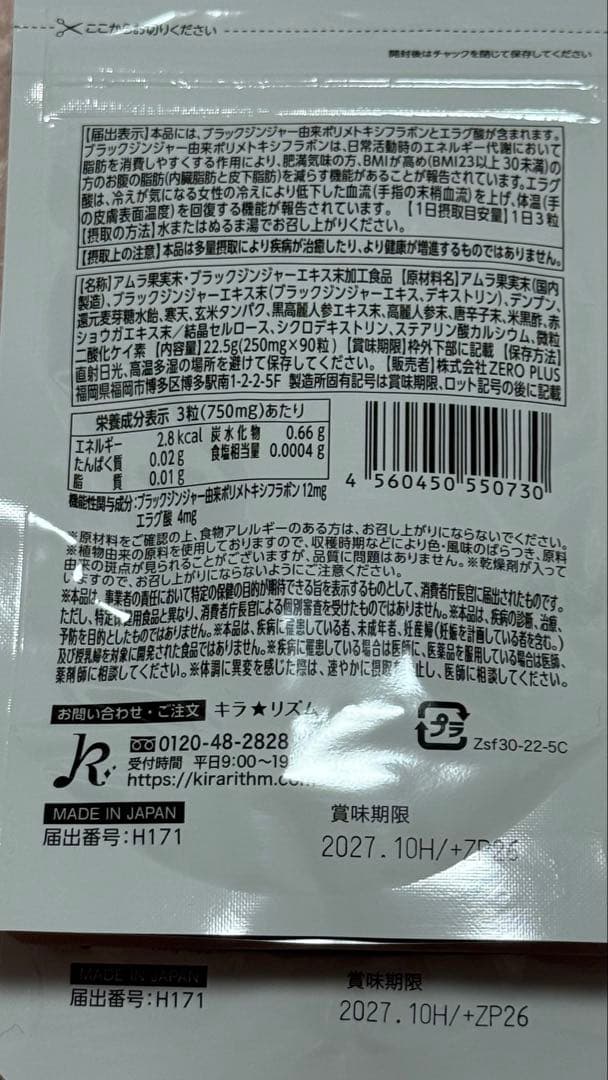 ここからお切りください
開封後はチャックを閉じて保存してください
【届出表示】本品には、ブラックジンジャー由来ポリメトキシフラボンとエラグ酸が含まれます。
ブラックジンジャー由来ポリメトキシフラボンは、日常活動時のエネルギー代謝において
脂肪を消費しやすくする作用により、肥満気味の方、BMIが高め(BMI23以上30未満)の
方のお腹の脂肪(内臓脂肪と皮下脂肪)を減らす機能があることが報告されています。エラグ
酸は、冷えが気になる女性の冷えにより低下した血流(手指の末梢血流)を上げ、体温(手
の皮膚表面温度)を回復する機能が報告されています。【1日摂取目安量】1日3粒
【摂取の方法】水またはぬるま湯でお召し上がりください。
【摂取上の注意】本品は多量摂取により疾病が治癒したり、より健康が増進するものではありません。
【名称】アムラ果実末・ブラックジンジャーエキス末加工食品【原材料名】アムラ果実末(国内
製造)、ブラックジンジャーエキス末(ブラックジンジャーエキス、デキストリン)、デンプン、
還元麦芽糖水飴、寒天、玄米タンパク、黒高麗人参エキス末、高麗人参末、唐辛子末、米黒酢、赤
ショウガエキス末/結晶セルロース、シクロデキストリン、ステアリン酸カルシウム、微粒
二酸化ケイ素【内容量】22.5g(250mg×90粒)【賞味期限】枠外下部に記載【保存方法】
直射日光、高温多湿の場所を避けて保存してください。【販売者】株式会社ZERO PLUS
福岡県福岡市博多区博多駅南1-2-2-5F 製造所固有記号は賞味期限、ロット記号の後に記載
栄養成分表示 3粒(750mg)あたり
エネルギー 2.8kcal 炭水化物 0.66g
たんぱく質 0.02g 食塩相当量 0.0004g
脂質 0.01g
機能性関与成分:ブラックジンジャー由来ポリメトキシフラボン12mg
エラグ酸 4mg
4 560450 550730
※原材料をご確認の上、食物アレルギーのある方は、お召し上がりにならないでください。
※植物由来の原料を使用しておりますので、収穫時期などにより色・風味のばらつき、原料
由来の斑点が見られることがございますが、品質に問題はありません。※乾燥剤が入って
いますので、お召し上がりにならないようにご注意ください。
※本品は、事業者の責任において特定の保健の目的が期待できる旨を表示するものとして、消費者庁長官に届出されたものです。
ただし、特定保健用食品と異なり、消費者庁長官による個別審査を受けたものではありません。※本品は、疾病の診断、治療、
予防を目的としたものではありません。※本品は、疾病に罹患している者、未成年者、妊産婦(妊娠を計画している者を含む。)
及び授乳婦を対象に開発された食品ではありません。※疾病に罹患している場合は医師に、医薬品を服用している場合は医師、
薬剤師に相談してください。※体調に異変を感じた際は、速やかに摂取を中止し、医師に相談してください。
お問い合わせ・ご注文 キラ★リズム
0120-48-2828
受付時間 平日9:00~19
https://kirarithm.co
プラ
Zsf30-22-5C
MADE IN JAPAN
届出番号:H171
賞味期限
2027.10H/+ZP26
MADE IN JAPAN
届出番号:H171
賞味期限
2027.10H/+ZP26